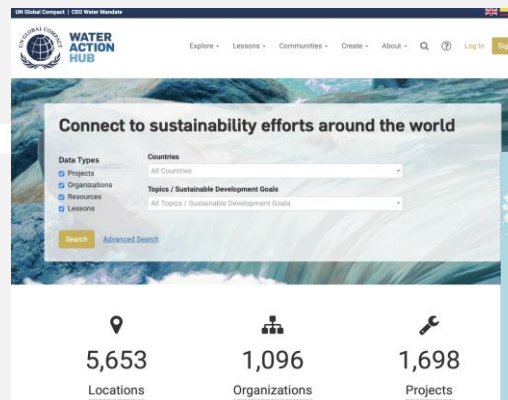 UN Global Compact | CEO Water Mandate
UN GLOBAL COMPACT
WATER
ACTION
HUB
Explore Lessons Communities Create About Log In Sig
Connect to sustainability efforts around the world
Data Types
Projects
Organizations
Resources
Lessons
Countries
All Countries
Topics / Sustainable Development Goals
All Topics / Sustainable Development Goals
Search Advanced Search
5,653 1,096 1,698
Locations Organizations Projects